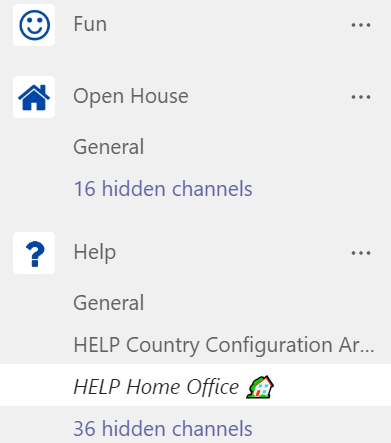 Fun
Open House
General
16 hidden channels
Help
General
HELP Country Configuration Ar...
HELP Home Office 🏠
36 hidden channels